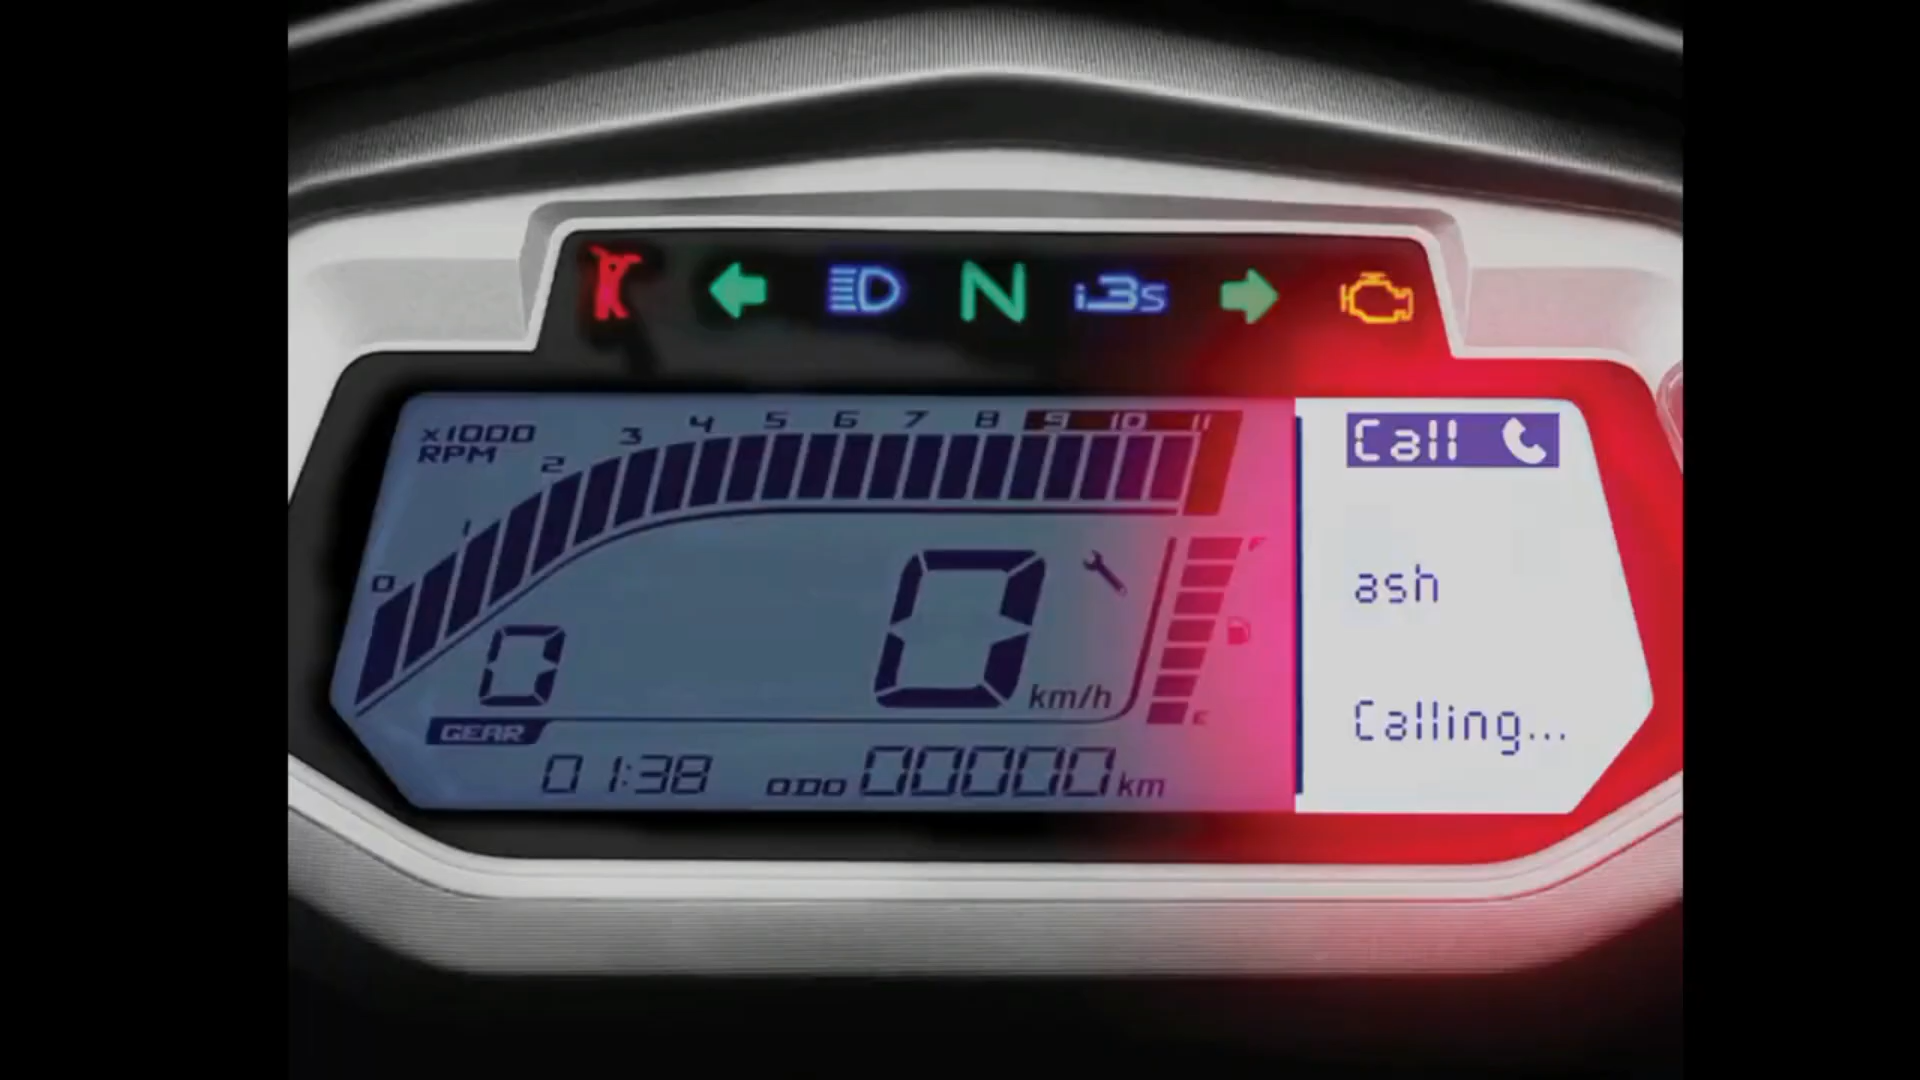 N i3s
x1000
RPM
0 1 2 3 4 5 6 7 8 9 10 11
Call
F
ash
0
0 km/h
E
GEAR
Calling...
01:38 ODO 00000 km